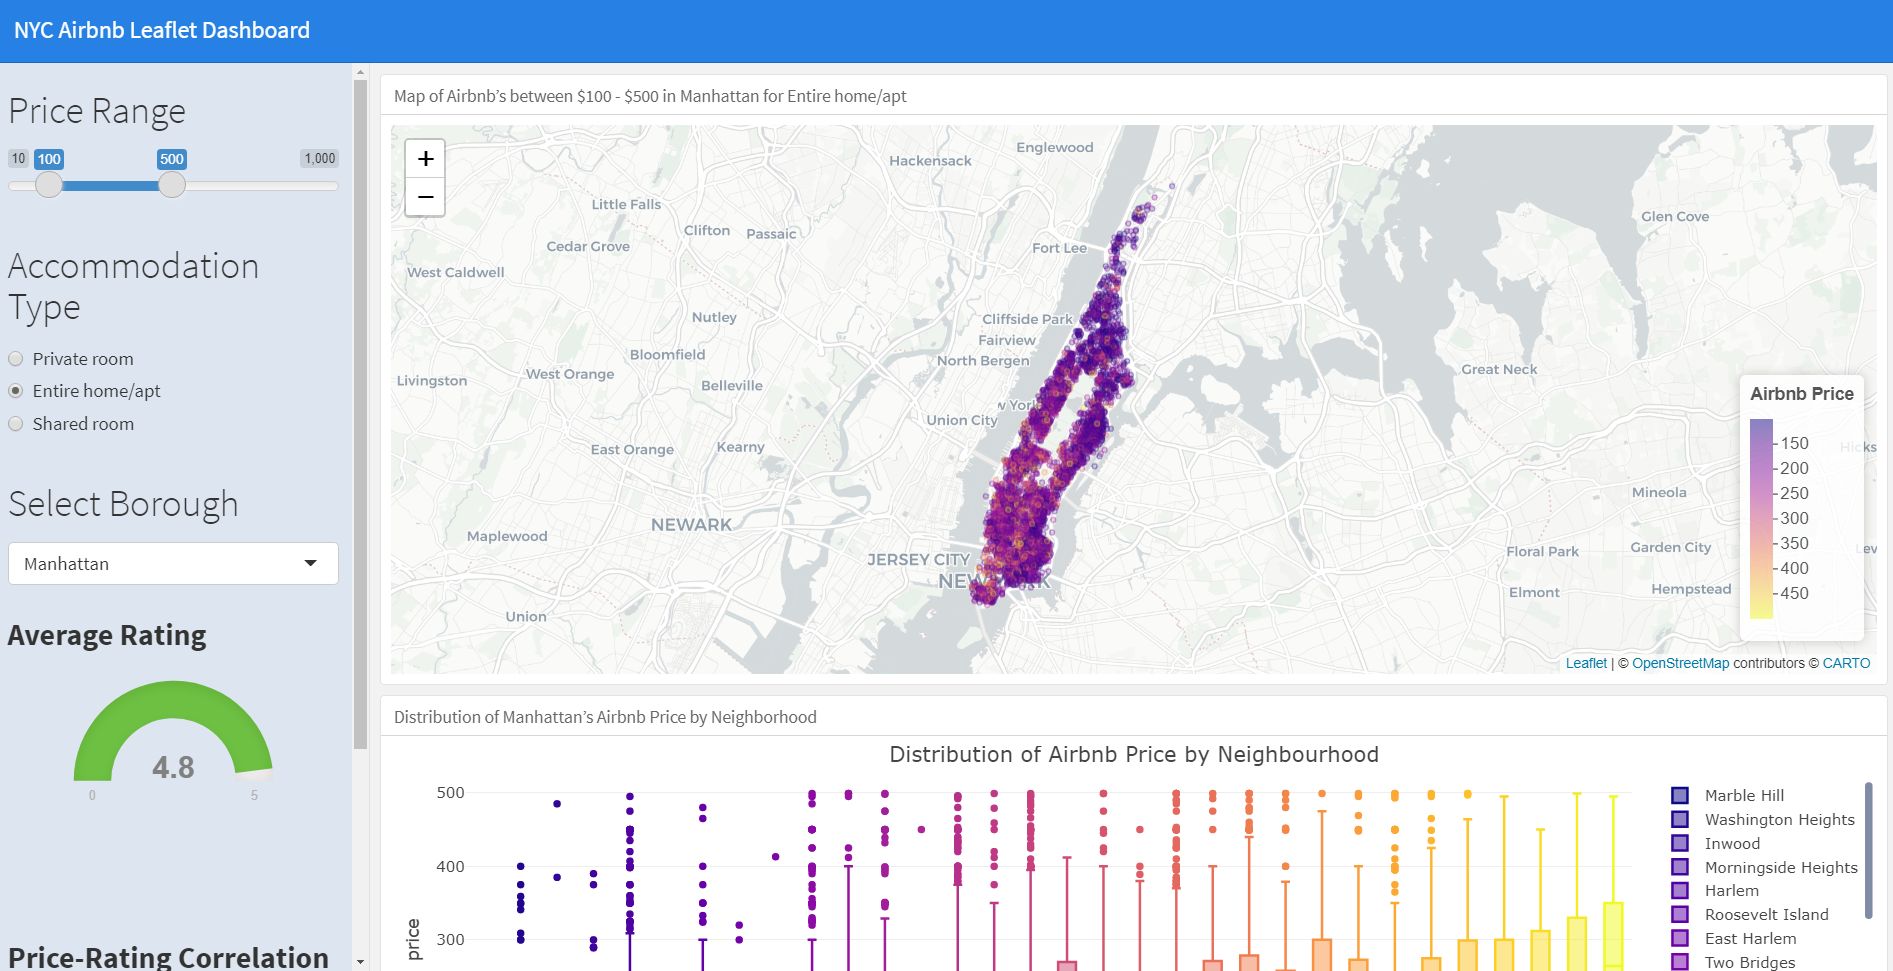 NYC Airbnb Leaflet Dashboard
Price Range
10 100 500 1,000
Accommodation
Type
Private room
Entire home/apt
Shared room
Select Borough
Manhattan
Average Rating
4.8
0 5
Price-Rating Correlation
Map of Airbnb's between $100 - $500 in Manhattan for Entire home/apt
+
−
Englewood
Hackensack
Little Falls
Glen Cove
Clifton
Passaic
Cedar Grove
Fort Lee
West Caldwell
Nutley
Cliffside Park
Fairview
Bloomfield
North Bergen
West Orange
Great Neck
Livingston
Belleville
Union City
East Orange
Kearny
Hicks
Mineola
NEWARK
Maplewood
JERSEY CITY
Floral Park
Garden City
Lev
Elmont
Hempstead
Union
Airbnb Price
150
200
250
300
350
400
450
Leaflet | © OpenStreetMap contributors © CARTO
Distribution of Manhattan's Airbnb Price by Neighborhood
Distribution of Airbnb Price by Neighbourhood
500
400
300
price
Marble Hill
Washington Heights
Inwood
Morningside Heights
Harlem
Roosevelt Island
East Harlem
Two Bridges